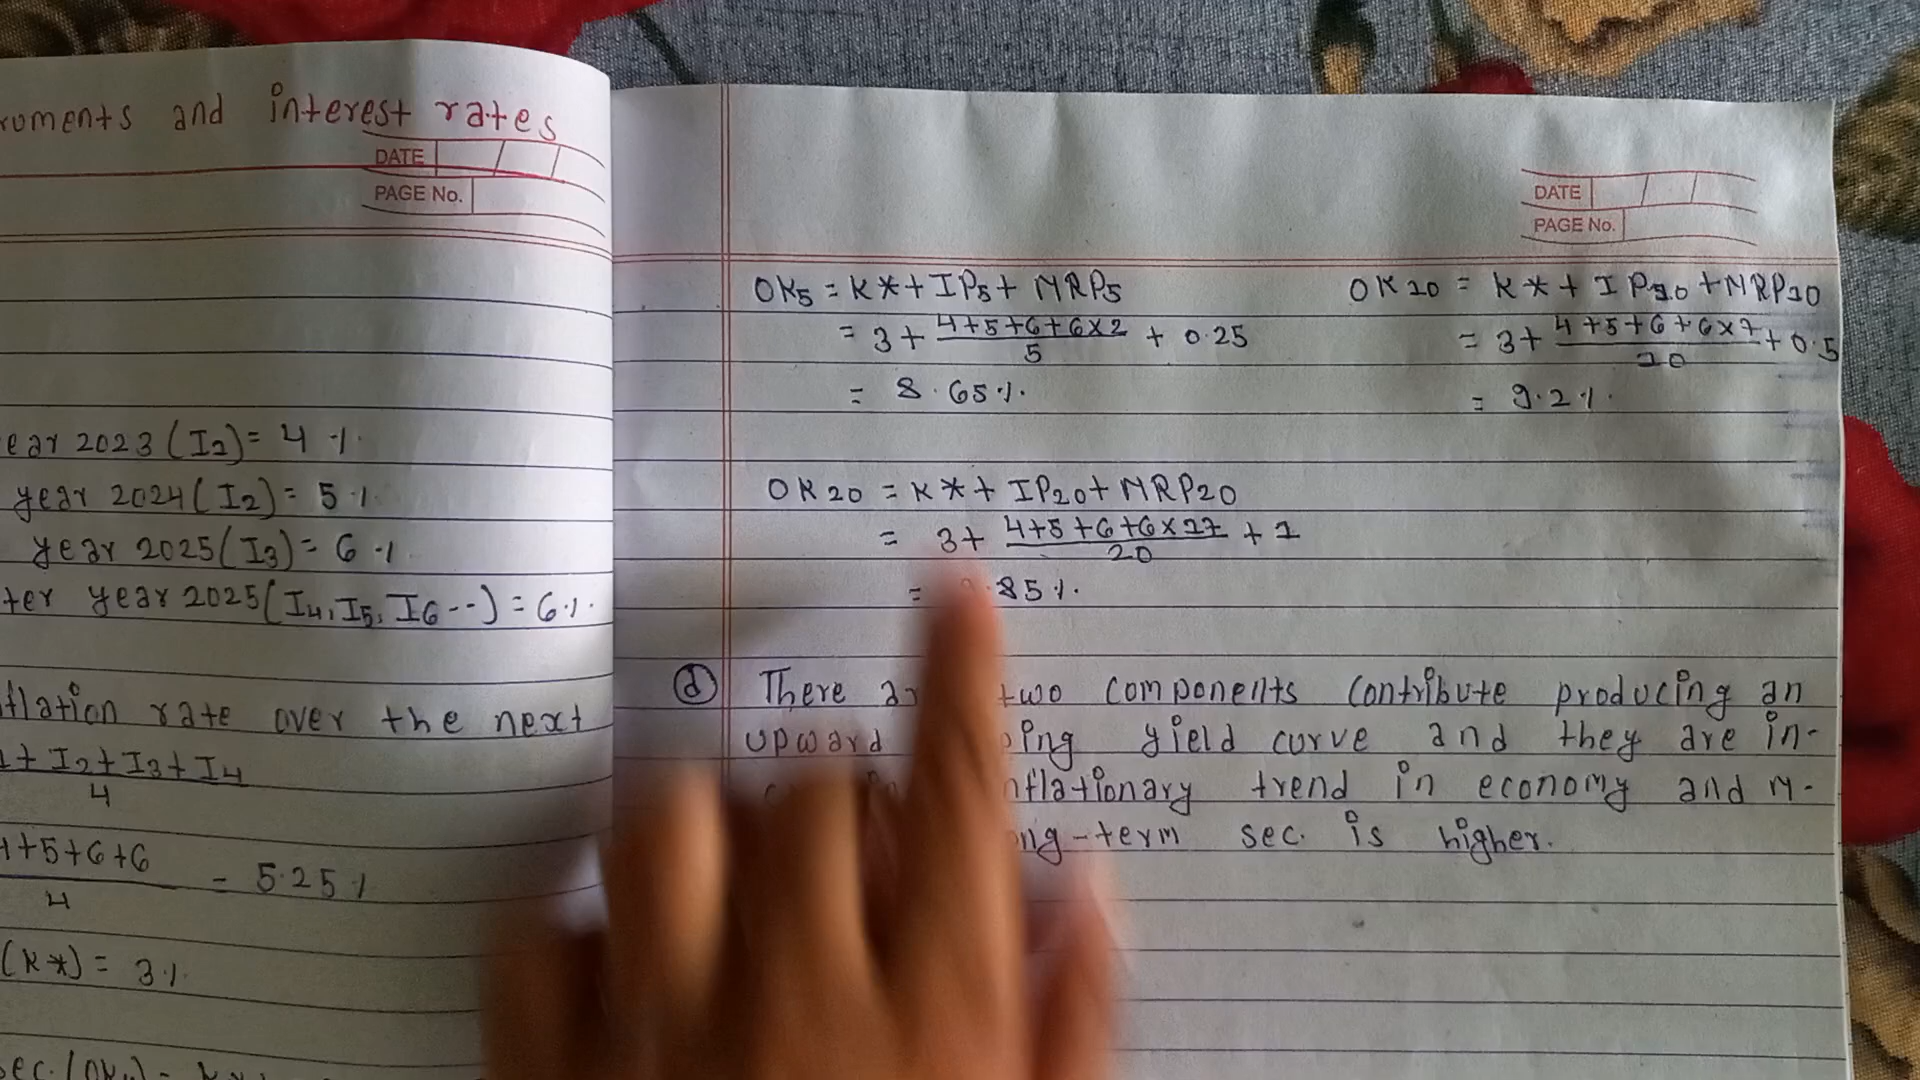 ruments and interest rates
DATE
PAGE No.
ear 2023 (I1) = 4 %
year 2024 (I2) = 5 %
year 2025 (I3) = 6 %
ter year 2025 (I4, I5, I6 --) = 6 %.
flation rate over the next
+ I2 + I3 + I4
4
4+5+6+6
4
= 5.25 %
(K*) = 3 %
DATE
PAGE No.
OK5 = K* + IP5 + MRP5
= 3 + 4+5+6+6×2 + 0.25
5
= 8.65 %.
OK10 = K* + IP10 + MRP10
= 3 + 4+5+6+6×7 + 0.5
10
= 9.2 %.
OK20 = K* + IP20 + MRP20
= 3 + 4+5+6+6×17 + 1
20
= .85 %.
(d) There two components contribute producing an
upward yield curve and they are in-
nflationary trend in economy and M-
ng-term sec. is higher.